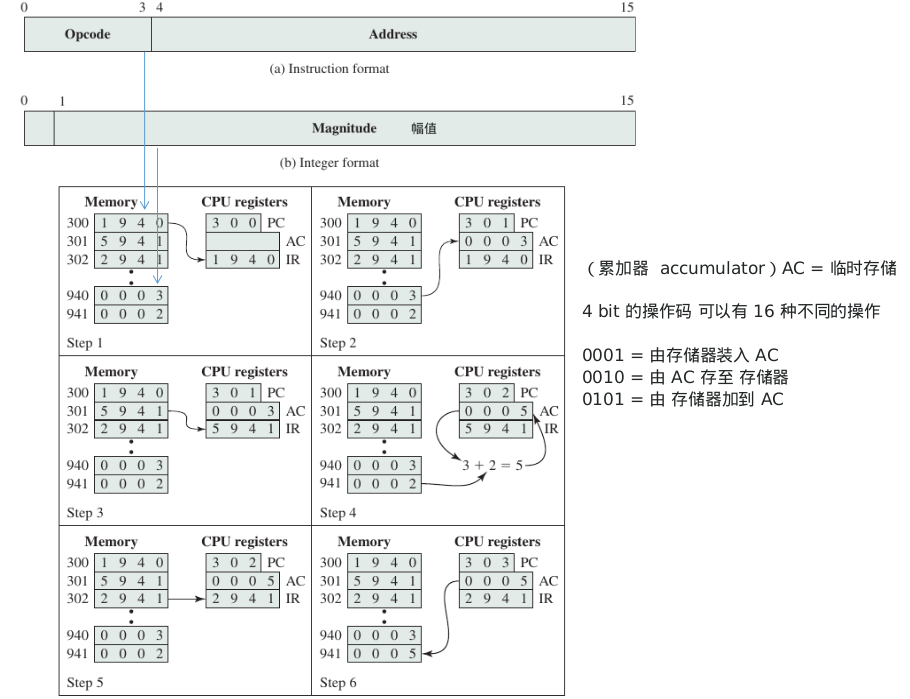 0 3 4 15
Opcode Address
(a) Instruction format
0 1 15
Magnitude 幅值
(b) Integer format
Memory CPU registers
300 1 9 4 0 3 0 0 PC
301 5 9 4 1 AC
302 2 9 4 1 1 9 4 0 IR
940 0 0 0 3
941 0 0 0 2
Step 1
Memory CPU registers
300 1 9 4 0 3 0 1 PC
301 5 9 4 1 0 0 0 3 AC
302 2 9 4 1 1 9 4 0 IR
940 0 0 0 3
941 0 0 0 2
Step 2
Memory CPU registers
300 1 9 4 0 3 0 1 PC
301 5 9 4 1 0 0 0 3 AC
302 2 9 4 1 5 9 4 1 IR
940 0 0 0 3
941 0 0 0 2
Step 3
Memory CPU registers
300 1 9 4 0 3 0 2 PC
301 5 9 4 1 0 0 0 5 AC
302 2 9 4 1 5 9 4 1 IR
940 0 0 0 3 3 + 2 = 5
941 0 0 0 2
Step 4
Memory CPU registers
300 1 9 4 0 3 0 2 PC
301 5 9 4 1 0 0 0 5 AC
302 2 9 4 1 2 9 4 1 IR
940 0 0 0 3
941 0 0 0 2
Step 5
Memory CPU registers
300 1 9 4 0 3 0 3 PC
301 5 9 4 1 0 0 0 5 AC
302 2 9 4 1 2 9 4 1 IR
940 0 0 0 3
941 0 0 0 5
Step 6
（累加器 accumulator）AC = 临时存储
4 bit 的操作码 可以有 16 种不同的操作
0001 = 由存储器装入 AC
0010 = 由 AC 存至 存储器
0101 = 由 存储器加到 AC